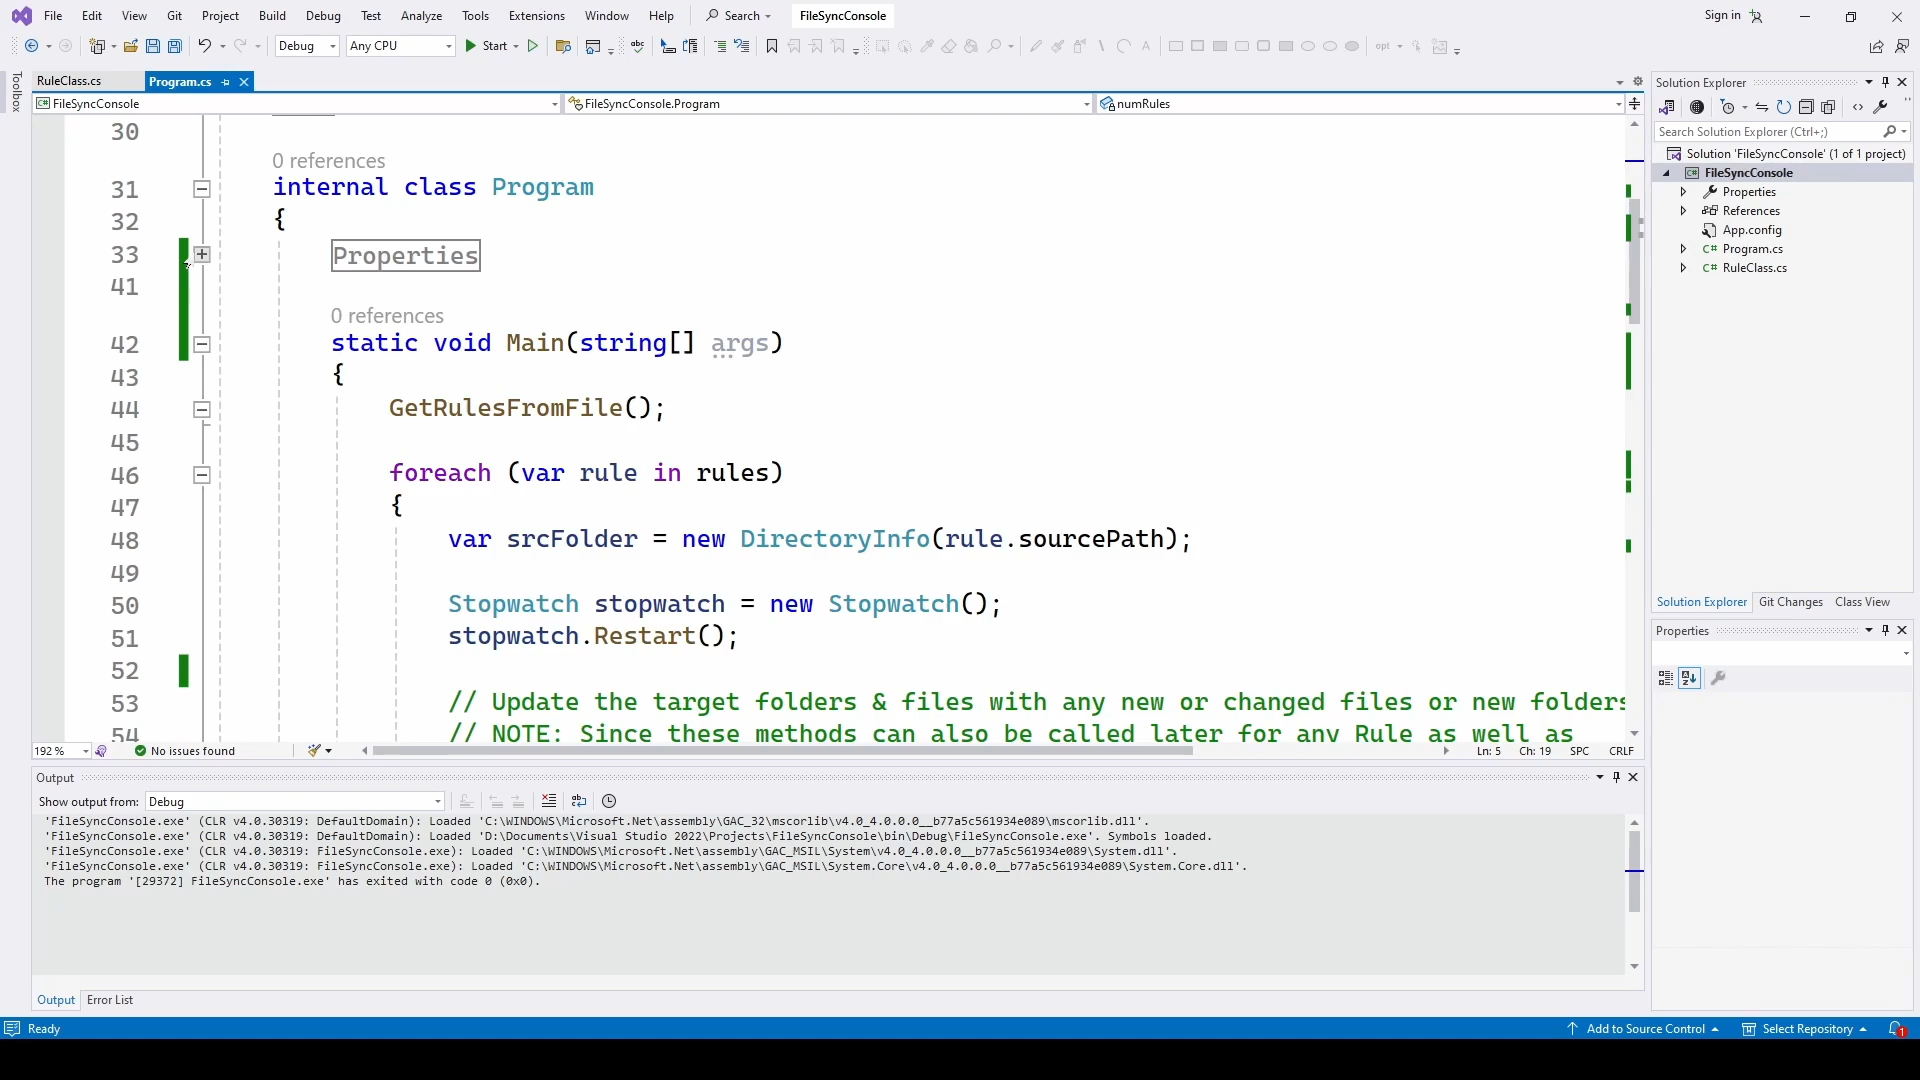 File Edit View Git Project Build Debug Test Analyze Tools Extensions Window Help Search FileSyncConsole Sign in
Debug Any CPU Start
Toolbox
RuleClass.cs Program.cs
FileSyncConsole FileSyncConsole.Program numRules
30
0 references
31 internal class Program
32 {
33 Properties
41
0 references
42 static void Main(string[] args)
43 {
44 GetRulesFromFile();
45
46 foreach (var rule in rules)
47 {
48 var srcFolder = new DirectoryInfo(rule.sourcePath);
49
50 Stopwatch stopwatch = new Stopwatch();
51 stopwatch.Restart();
52
53 // Update the target folders & files with any new or changed files or new folders
54 // NOTE: Since these methods can also be called later for any Rule as well as
192 % No issues found Ln: 5 Ch: 19 SPC CRLF
Output
Show output from: Debug
'FileSyncConsole.exe' (CLR v4.0.30319: DefaultDomain): Loaded 'C:\WINDOWS\Microsoft.Net\assembly\GAC_32\mscorlib\v4.0_4.0.0.0__b77a5c561934e089\mscorlib.dll'.
'FileSyncConsole.exe' (CLR v4.0.30319: DefaultDomain): Loaded 'D:\Documents\Visual Studio 2022\Projects\FileSyncConsole\bin\Debug\FileSyncConsole.exe'. Symbols loaded.
'FileSyncConsole.exe' (CLR v4.0.30319: FileSyncConsole.exe): Loaded 'C:\WINDOWS\Microsoft.Net\assembly\GAC_MSIL\System\v4.0_4.0.0.0__b77a5c561934e089\System.dll'.
'FileSyncConsole.exe' (CLR v4.0.30319: FileSyncConsole.exe): Loaded 'C:\WINDOWS\Microsoft.Net\assembly\GAC_MSIL\System.Core\v4.0_4.0.0.0__b77a5c561934e089\System.Core.dll'.
The program '[29372] FileSyncConsole.exe' has exited with code 0 (0x0).
Output Error List
Solution Explorer
Search Solution Explorer (Ctrl+;)
Solution 'FileSyncConsole' (1 of 1 project)
FileSyncConsole
Properties
References
App.config
Program.cs
RuleClass.cs
Solution Explorer Git Changes Class View
Properties
Ready Add to Source Control Select Repository 1